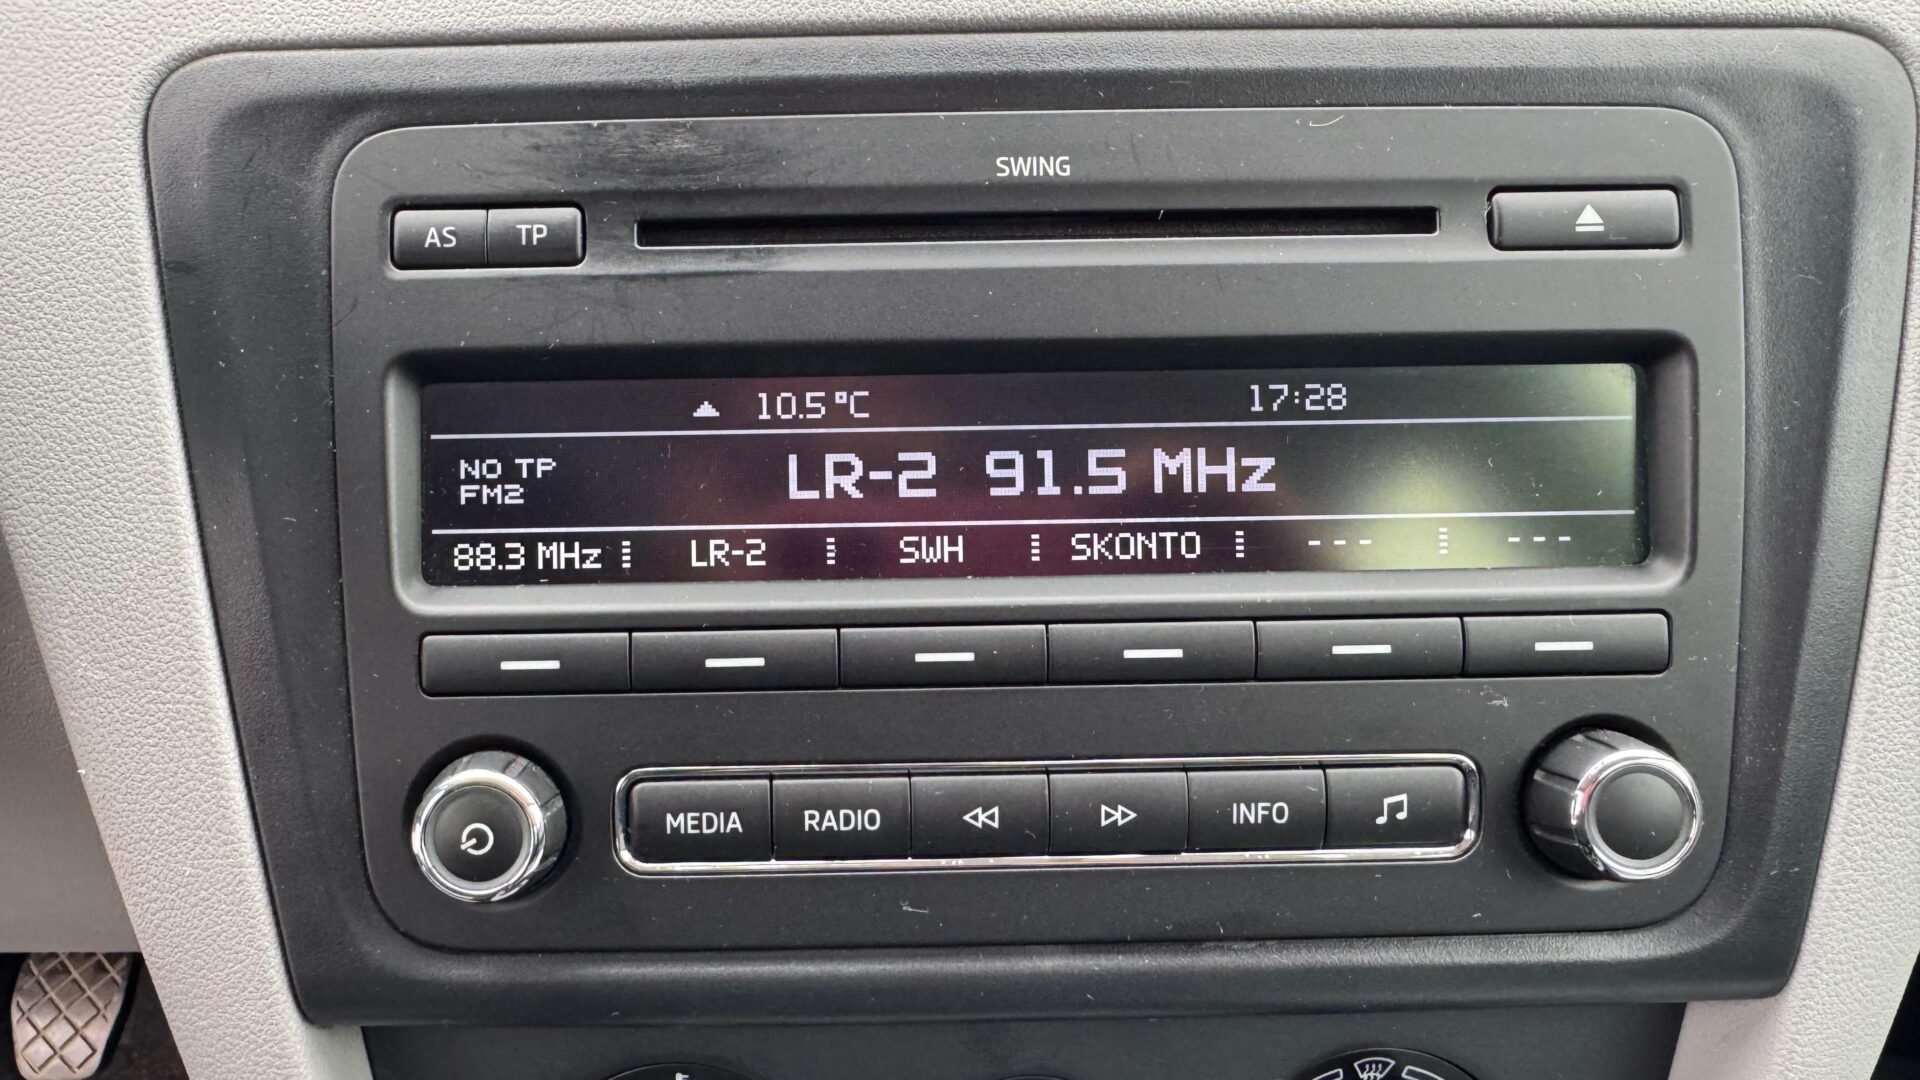 SWING
AS TP
10.5 °C 17:28
NO TP
FM2
LR-2 91.5 MHz
88.3 MHz LR-2 SWH SKONTO --- ---
MEDIA RADIO INFO